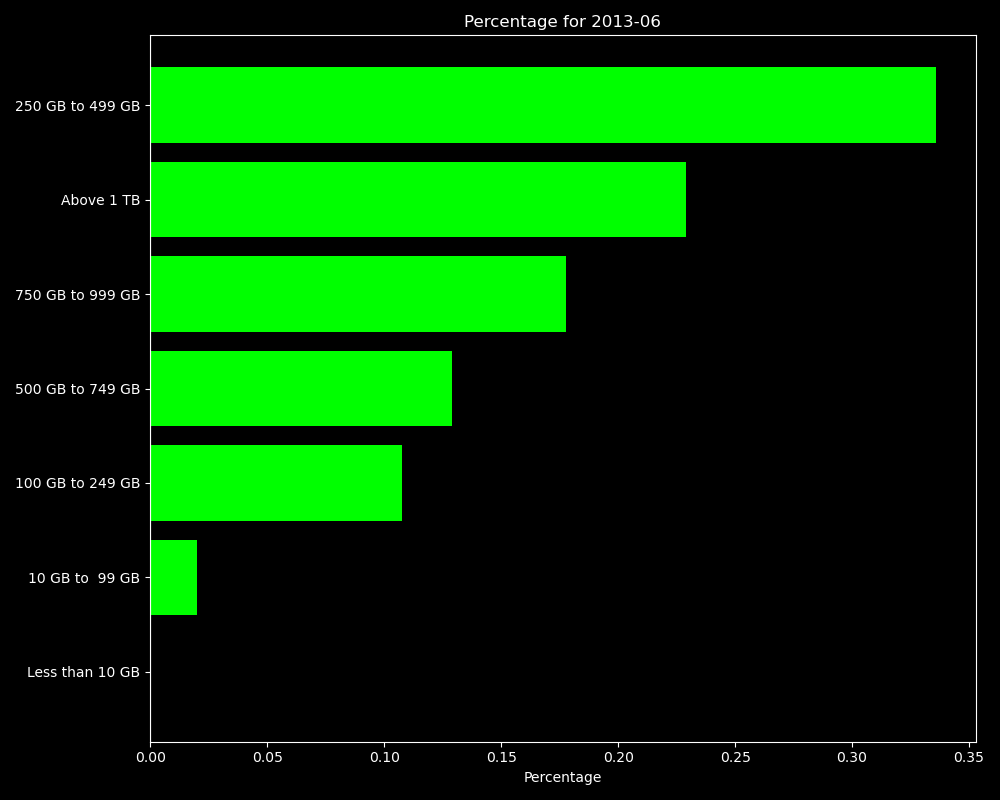 Percentage for 2013-06
250 GB to 499 GB
Above 1 TB
750 GB to 999 GB
500 GB to 749 GB
100 GB to 249 GB
10 GB to  99 GB
Less than 10 GB
0.00 0.05 0.10 0.15 0.20 0.25 0.30 0.35
Percentage